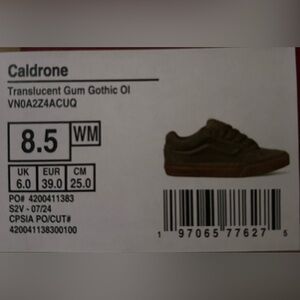 Caldrone
Translucent Gum Gothic Ol
VN0A2Z4ACUQ
8.5 WM
UK EUR CM
6.0 39.0 25.0
PO# 4200411383
S2V - 07/24
CPSIA PO/CUT#
420041138300100
1 97065 77627 5